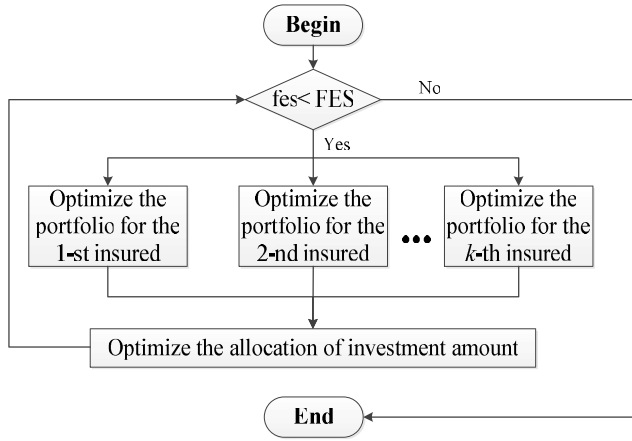 Begin
fes< FES
No
Yes
Optimize the
portfolio for the
1-st insured
Optimize the
portfolio for the
2-nd insured
•••
Optimize the
portfolio for the
k-th insured
Optimize the allocation of investment amount
End